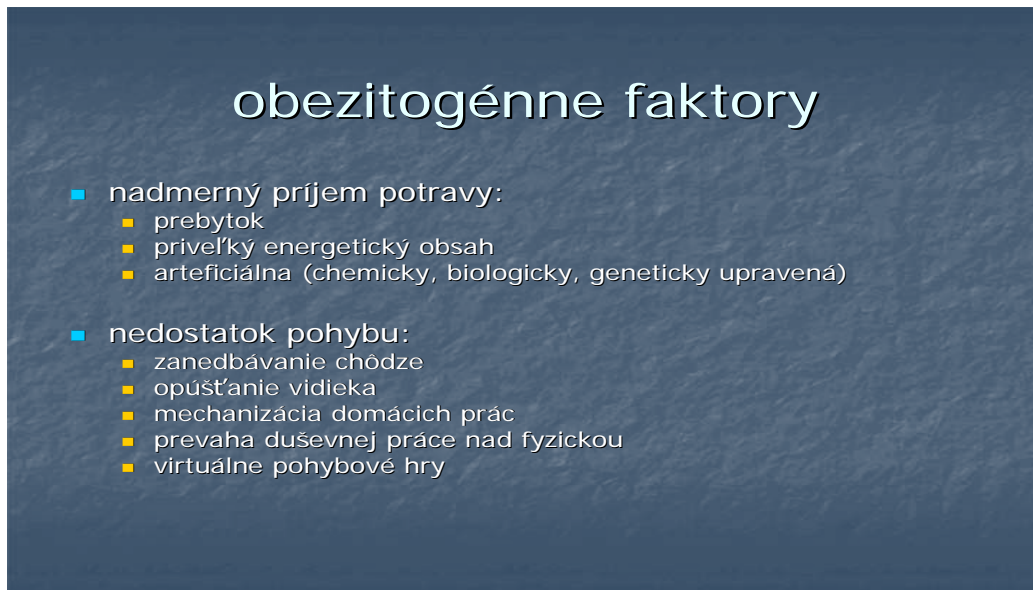 obezitogénne faktory
nadmerný príjem potravy:
prebytok
priveľký energetický obsah
arteficiálna (chemicky, biologicky, geneticky upravená)
nedostatok pohybu:
zanedbávanie chôdze
opúšťanie vidieka
mechanizácia domácich prác
prevaha duševnej práce nad fyzickou
virtuálne pohybové hry